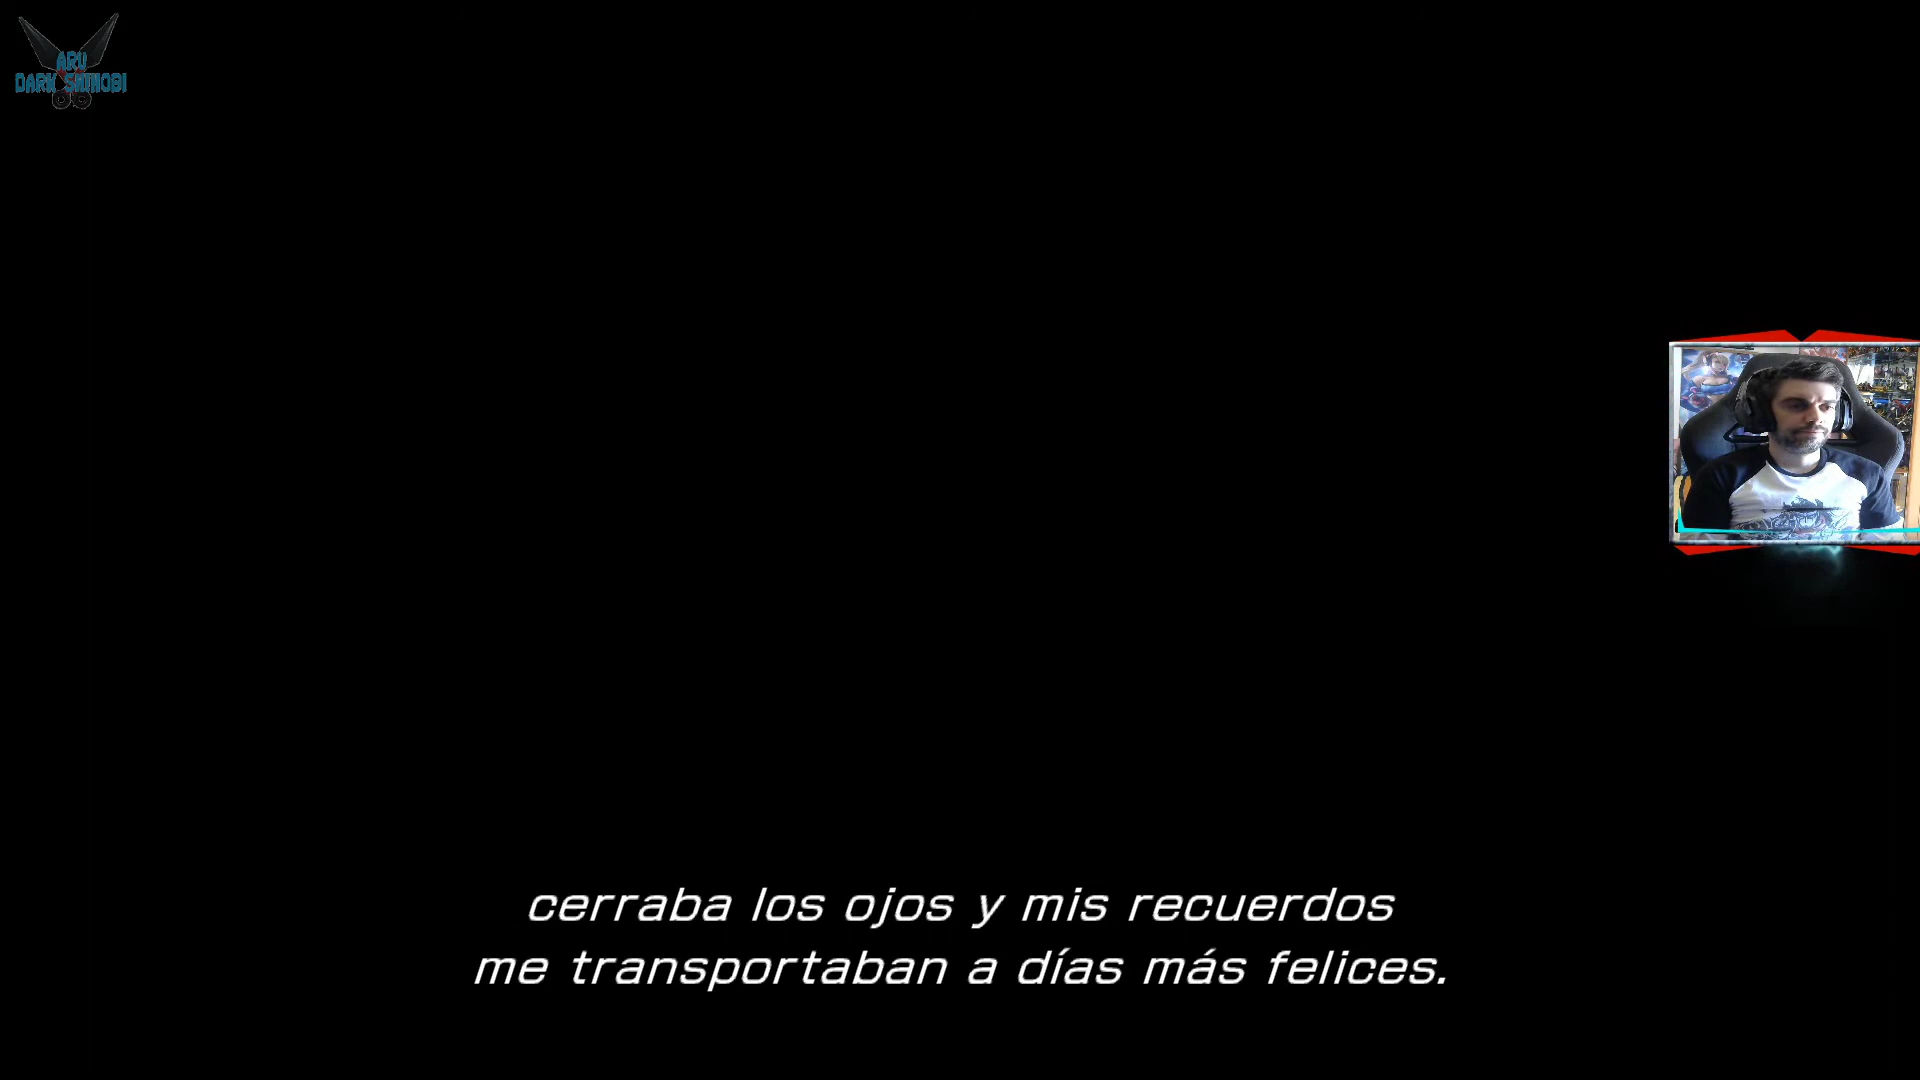 ARU
DARK SHINOBI
cerraba los ojos y mis recuerdos
me transportaban a días más felices.